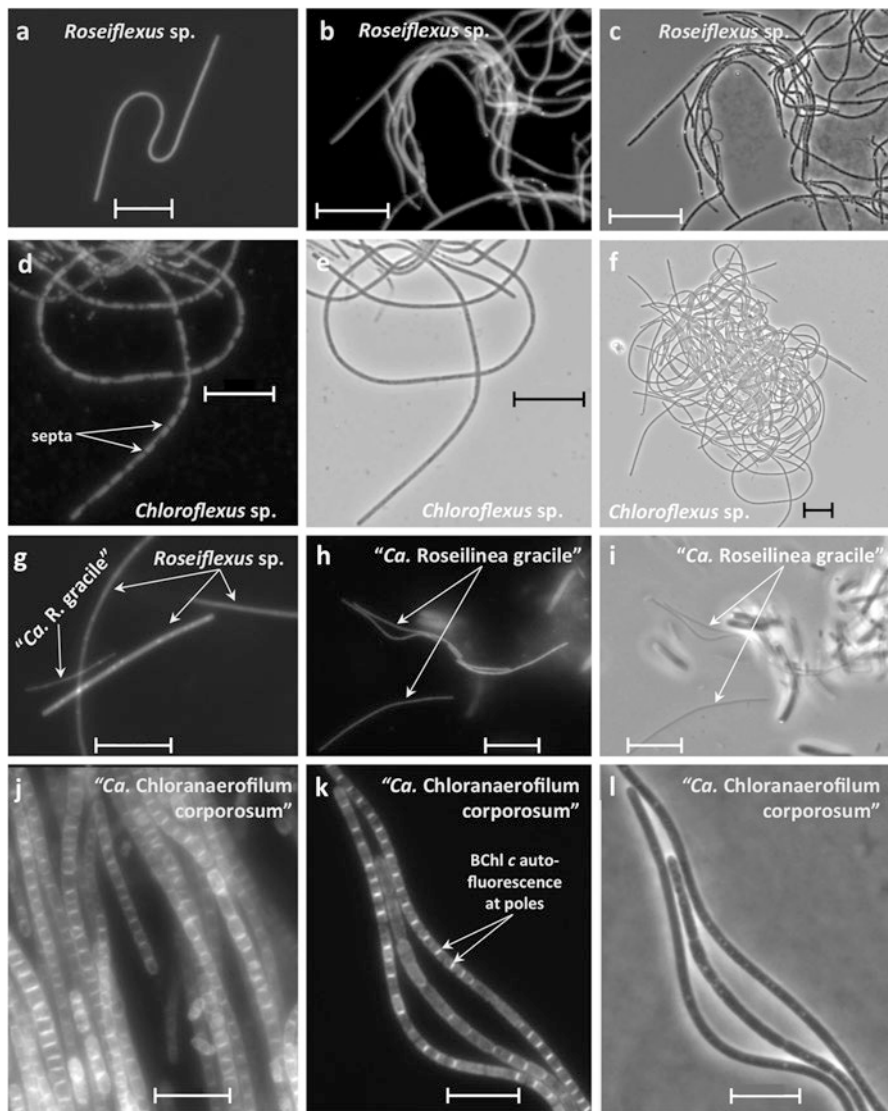 a
Roseiflexus sp.
b
Roseiflexus sp.
c
Roseiflexus sp.
d
septa
Chloroflexus sp.
e
Chloroflexus sp.
f
Chloroflexus sp.
g
Roseiflexus sp.
"Ca. R. gracile"
h
"Ca. Roseilinea gracile"
i
"Ca. Roseilinea gracile"
j
"Ca. Chloranaerofilum
corporosum"
k
"Ca. Chloranaerofilum
corporosum"
BChl c auto-
fluorescence
at poles
l
"Ca. Chloranaerofilum
corporosum"